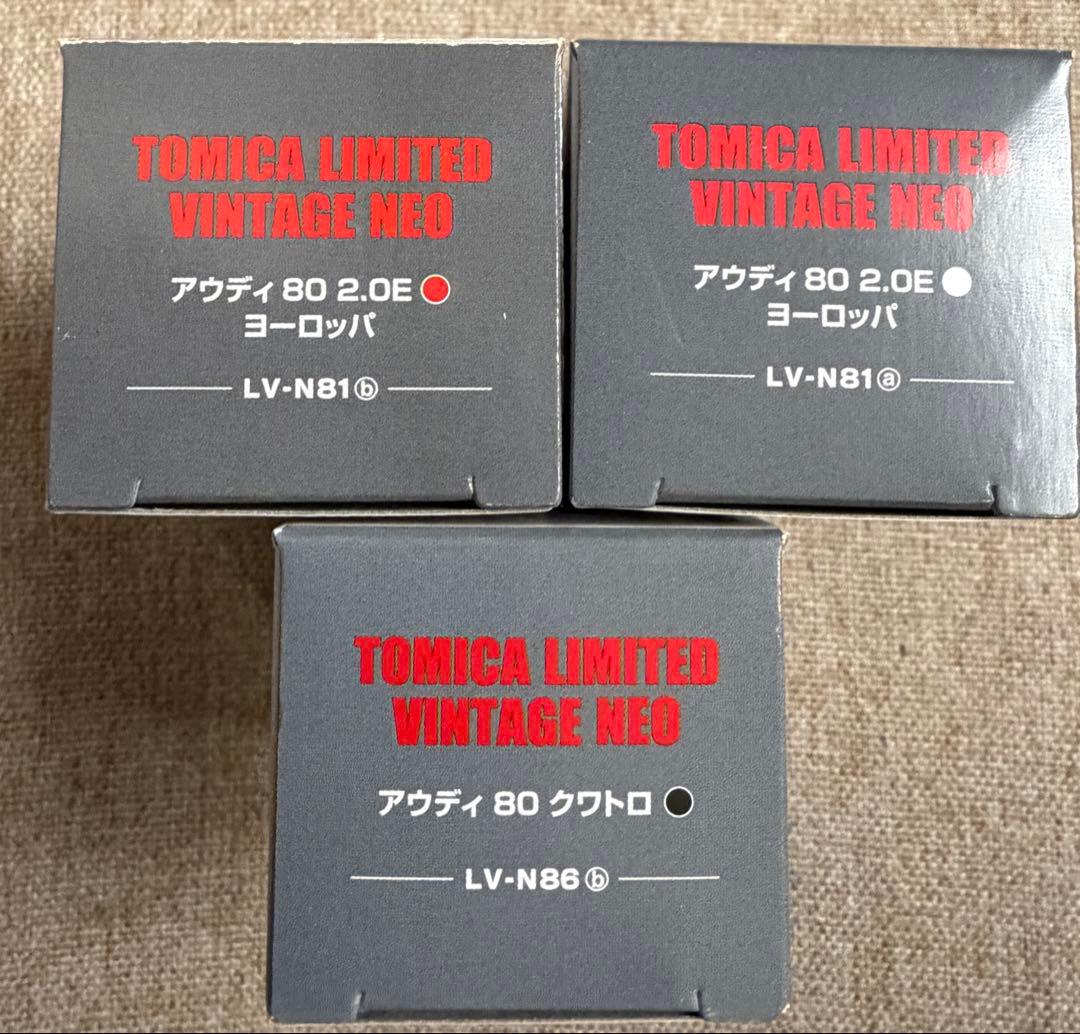 TOMICA LIMITED
VINTAGE NEO
アウディ 80 2.0E
ヨーロッパ
LV-N81ⓑ
TOMICA LIMITED
VINTAGE NEO
アウディ 80 2.0E
ヨーロッパ
LV-N81ⓐ
TOMICA LIMITED
VINTAGE NEO
アウディ 80 クワトロ
LV-N86ⓑ